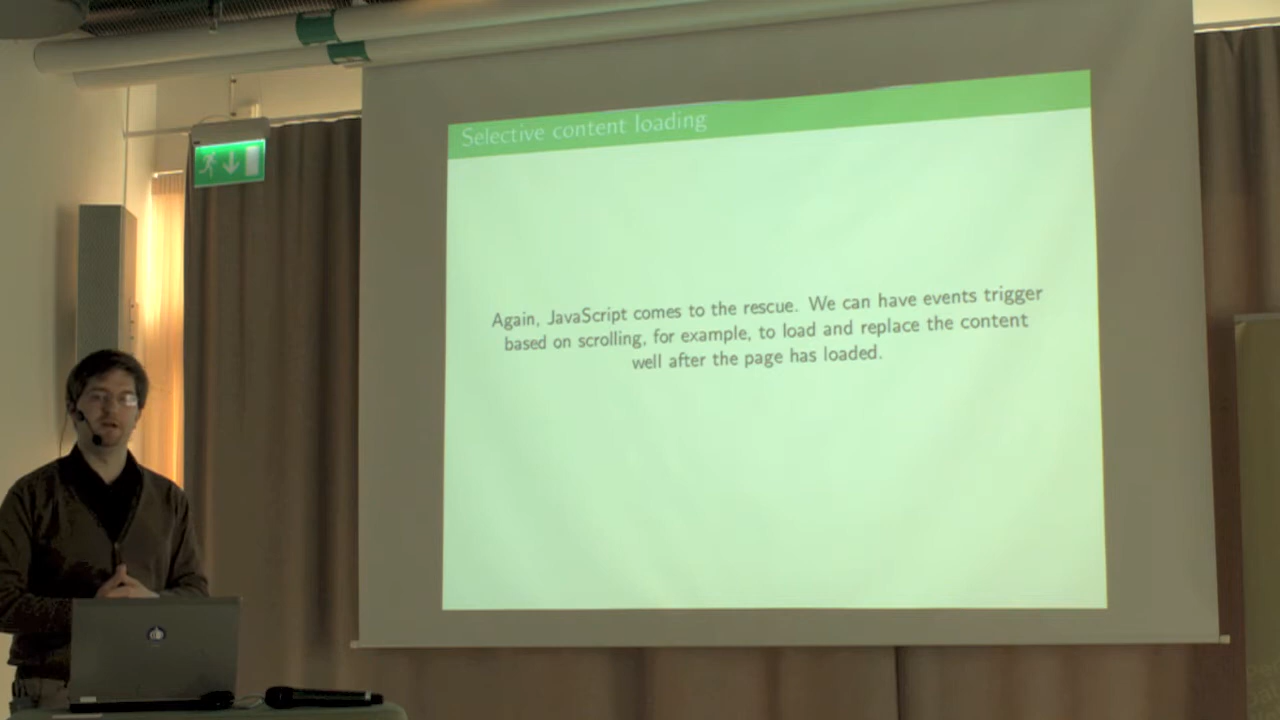 Selective content loading
Again, JavaScript comes to the rescue. We can have events trigger
based on scrolling, for example, to load and replace the content
well after the page has loaded.